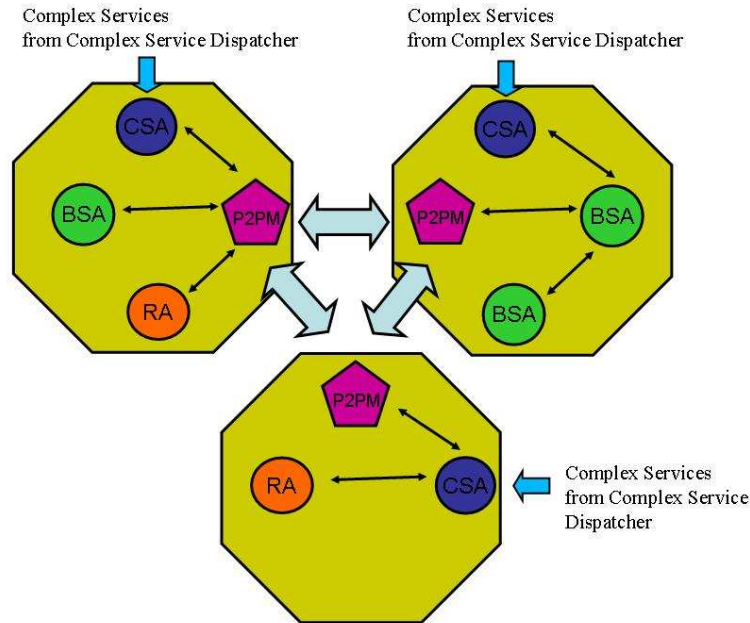 Complex Services
from Complex Service Dispatcher
Complex Services
from Complex Service Dispatcher
CSA
CSA
BSA
P2PM
P2PM
BSA
RA
BSA
P2PM
RA
CSA
Complex Services
from Complex Service
Dispatcher